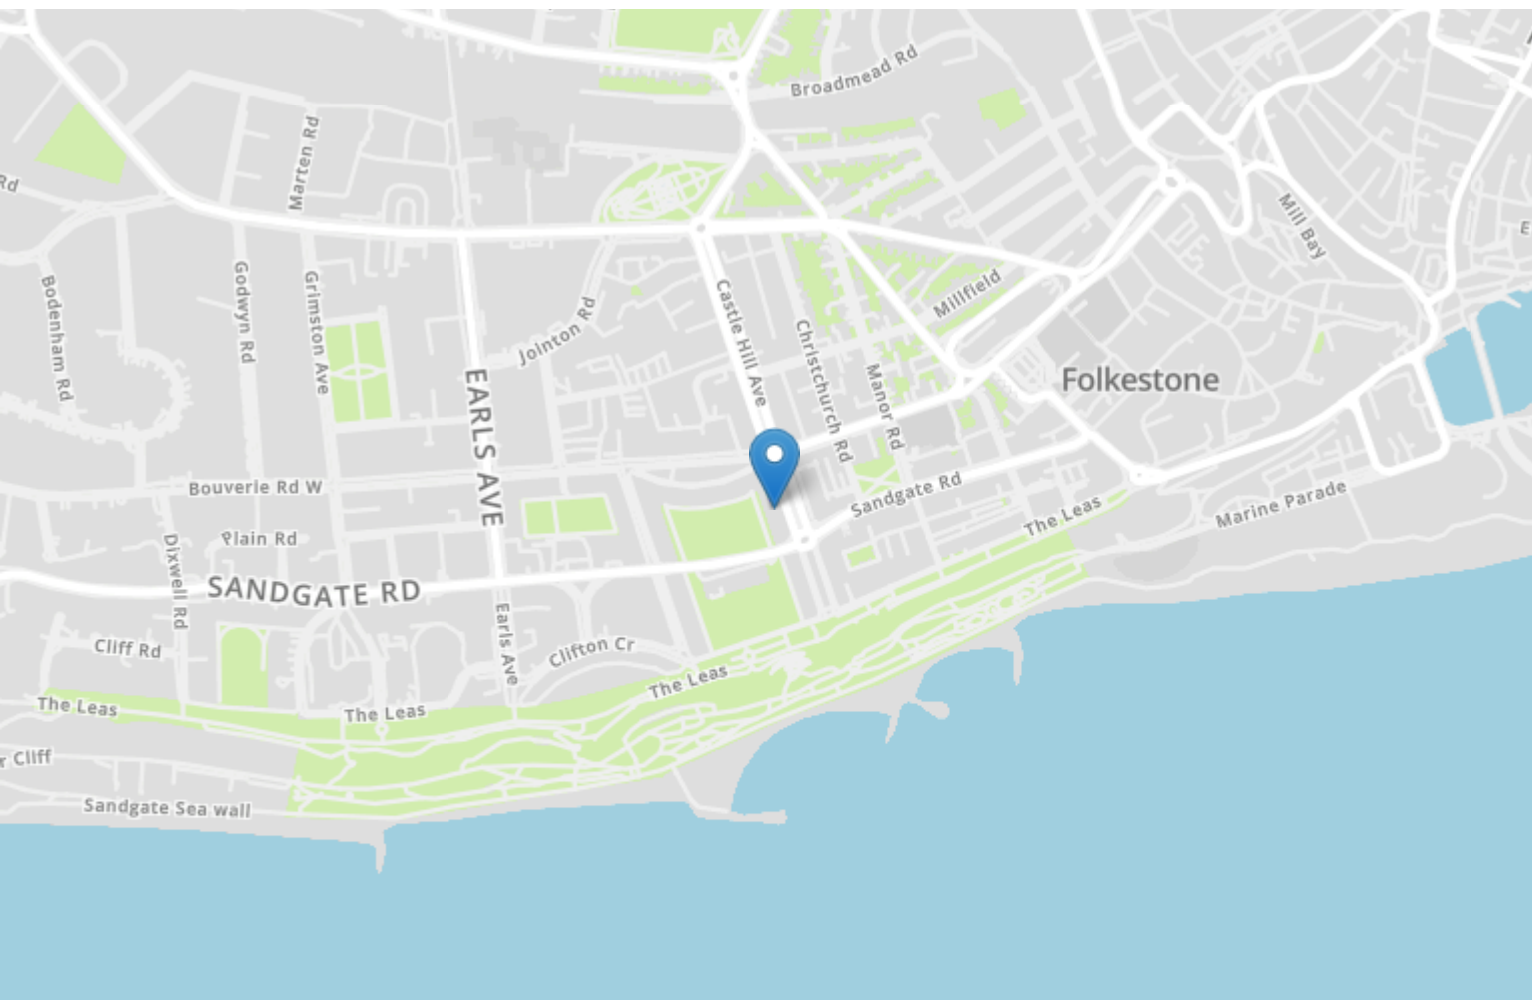 Broadmead Rd
Marten Rd
Rd
Mill Bay
E
Bodenham Rd
Godwyn Rd
Grimston Ave
Jointon Rd
Castle Hill Ave
Christchurch Rd
Millfield
Manor Rd
Folkestone
EARLS AVE
Bouverie Rd W
Sandgate Rd
The Leas
Marine Parade
Plain Rd
Dixwell Rd
SANDGATE RD
Earls Ave
Cliff Rd
Clifton Cr
The Leas
The Leas
The Leas
r Cliff
Sandgate Sea wall